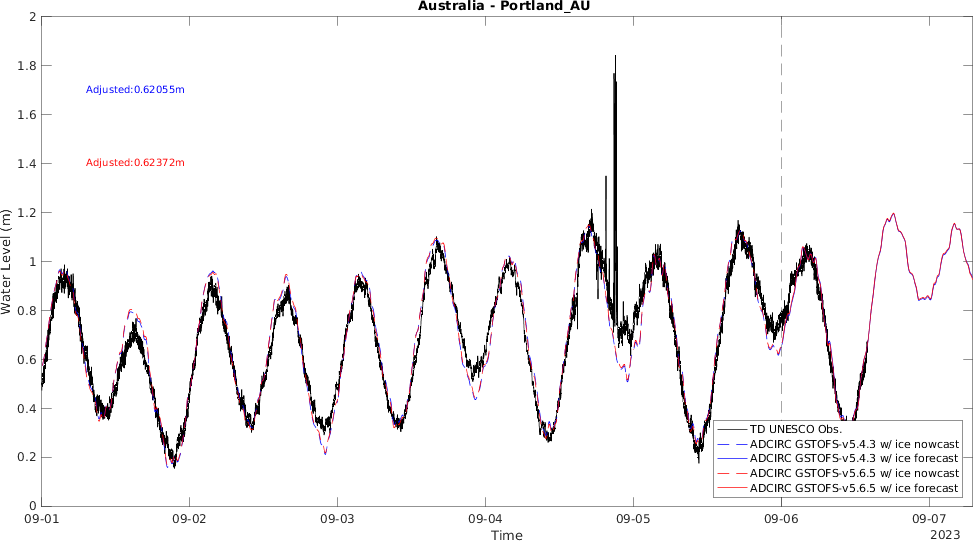 Australia - Portland_AU
2
1.8
1.6
1.4
1.2
1
0.8
0.6
0.4
0.2
0
Water Level (m)
Adjusted:0.62055m
Adjusted:0.62372m
TD UNESCO Obs.
ADCIRC GSTOFS-v5.4.3 w/ ice nowcast
ADCIRC GSTOFS-v5.4.3 w/ ice forecast
ADCIRC GSTOFS-v5.6.5 w/ ice nowcast
ADCIRC GSTOFS-v5.6.5 w/ ice forecast
09-01 09-02 09-03 09-04 09-05 09-06 09-07
Time
2023